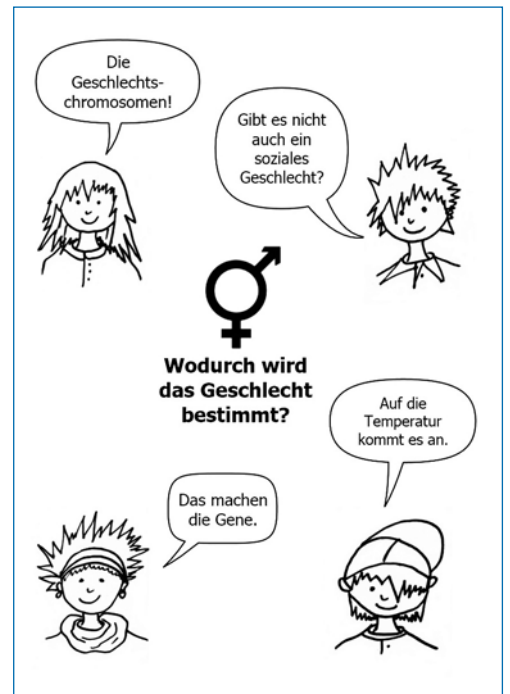 Die
Geschlechts-
chromosomen!
Gibt es nicht
auch ein
soziales
Geschlecht?
Wodurch wird
das Geschlecht
bestimmt?
Auf die
Temperatur
kommt es an.
Das machen
die Gene.